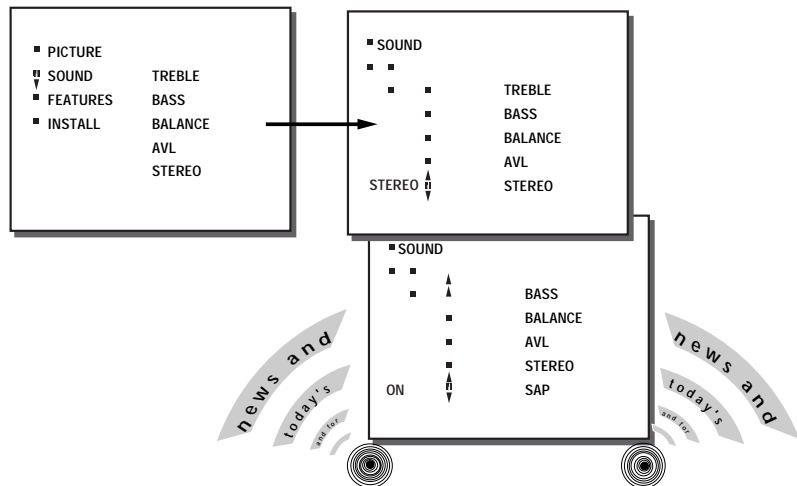 PICTURE
SOUND TREBLE
FEATURES BASS
INSTALL BALANCE
AVL
STEREO
SOUND
TREBLE
BASS
BALANCE
AVL
STEREO STEREO
SOUND
BASS
BALANCE
AVL
STEREO
ON SAP
news and
today's
and for
news and
today's
and for